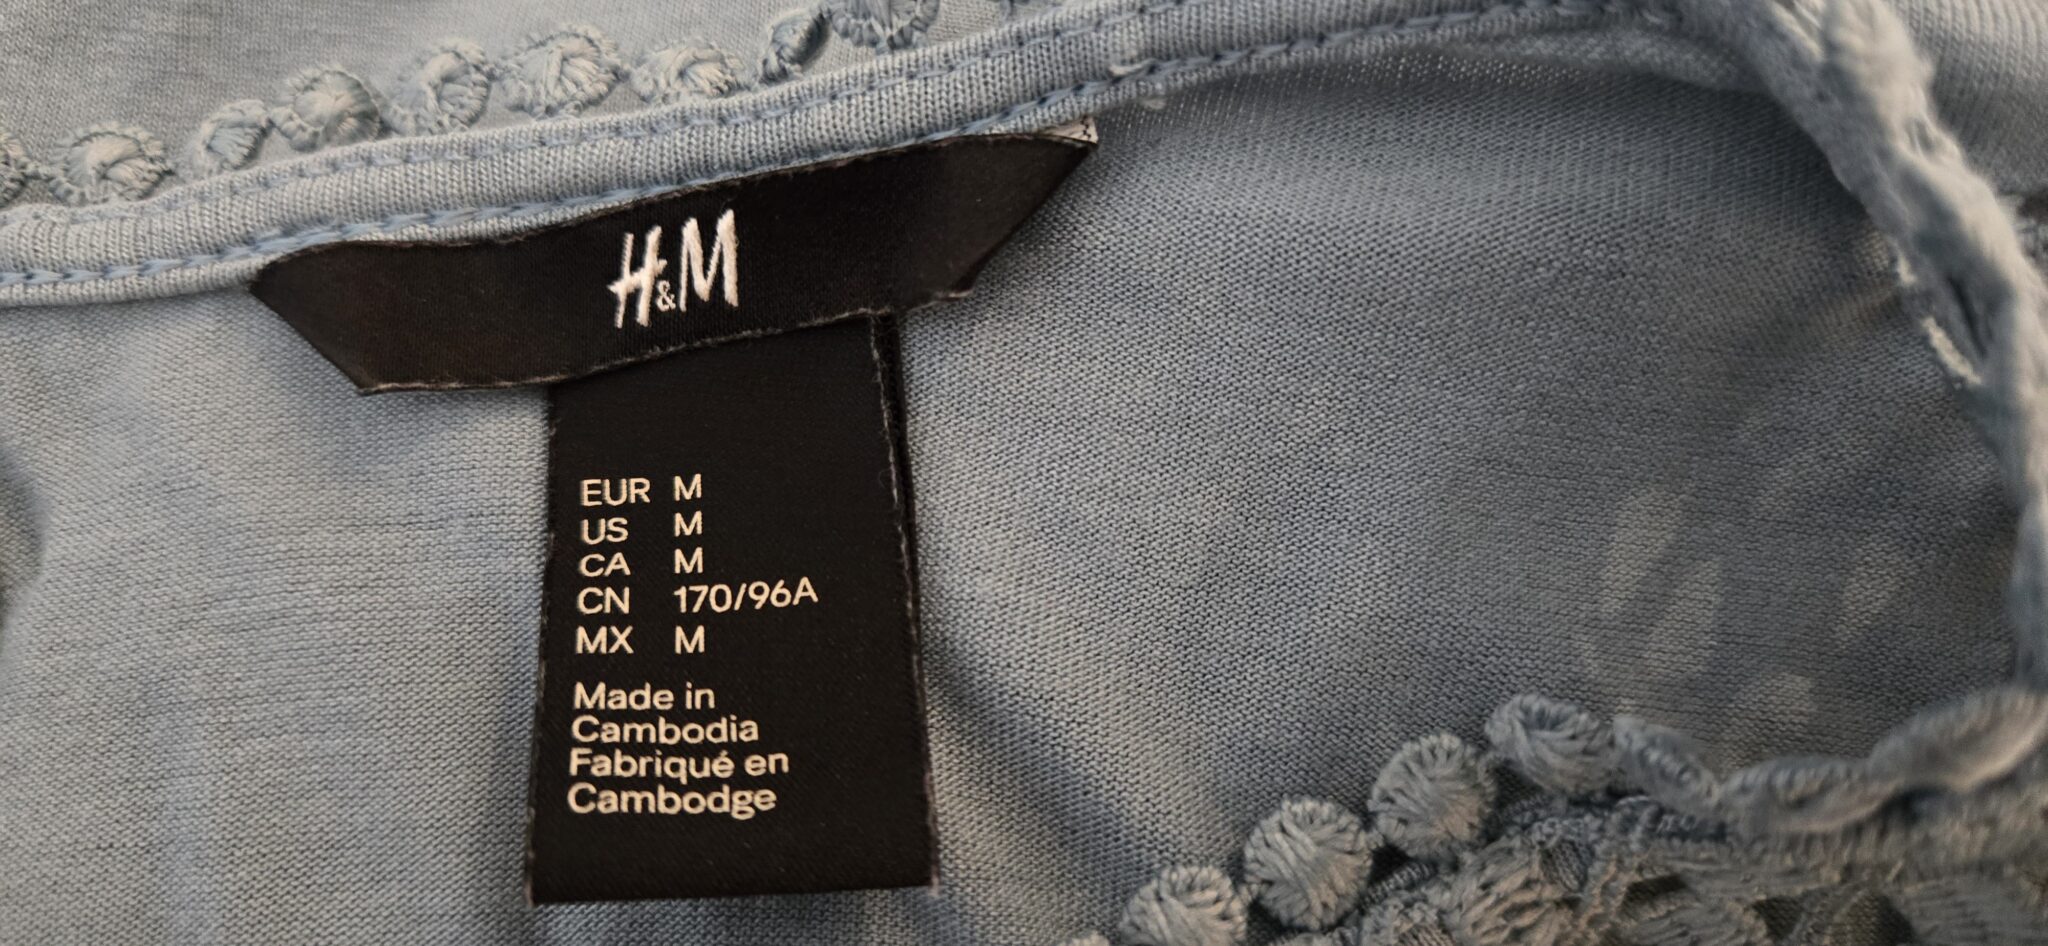 H&M
EUR M
US M
CA M
CN 170/96A
MX M
Made in
Cambodia
Fabriqué en
Cambodge